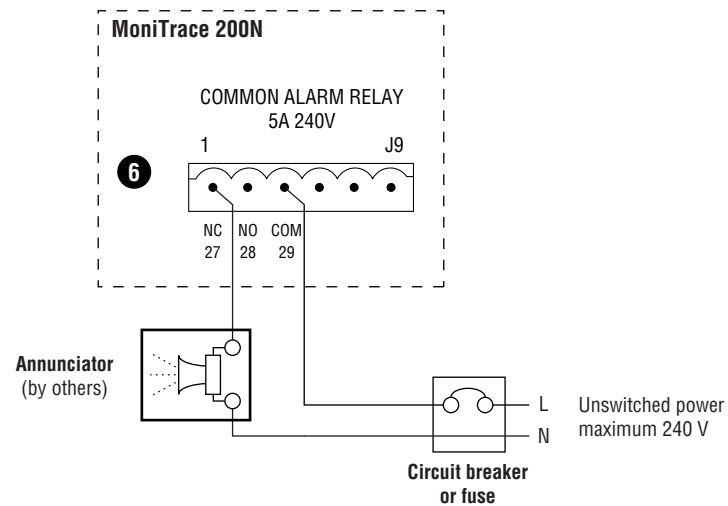 MoniTrace 200N
COMMON ALARM RELAY
5A 240V
1 J9
6
NC NO COM
27 28 29
Annunciator
(by others)
L
N
Unswitched power
maximum 240 V
Circuit breaker
or fuse